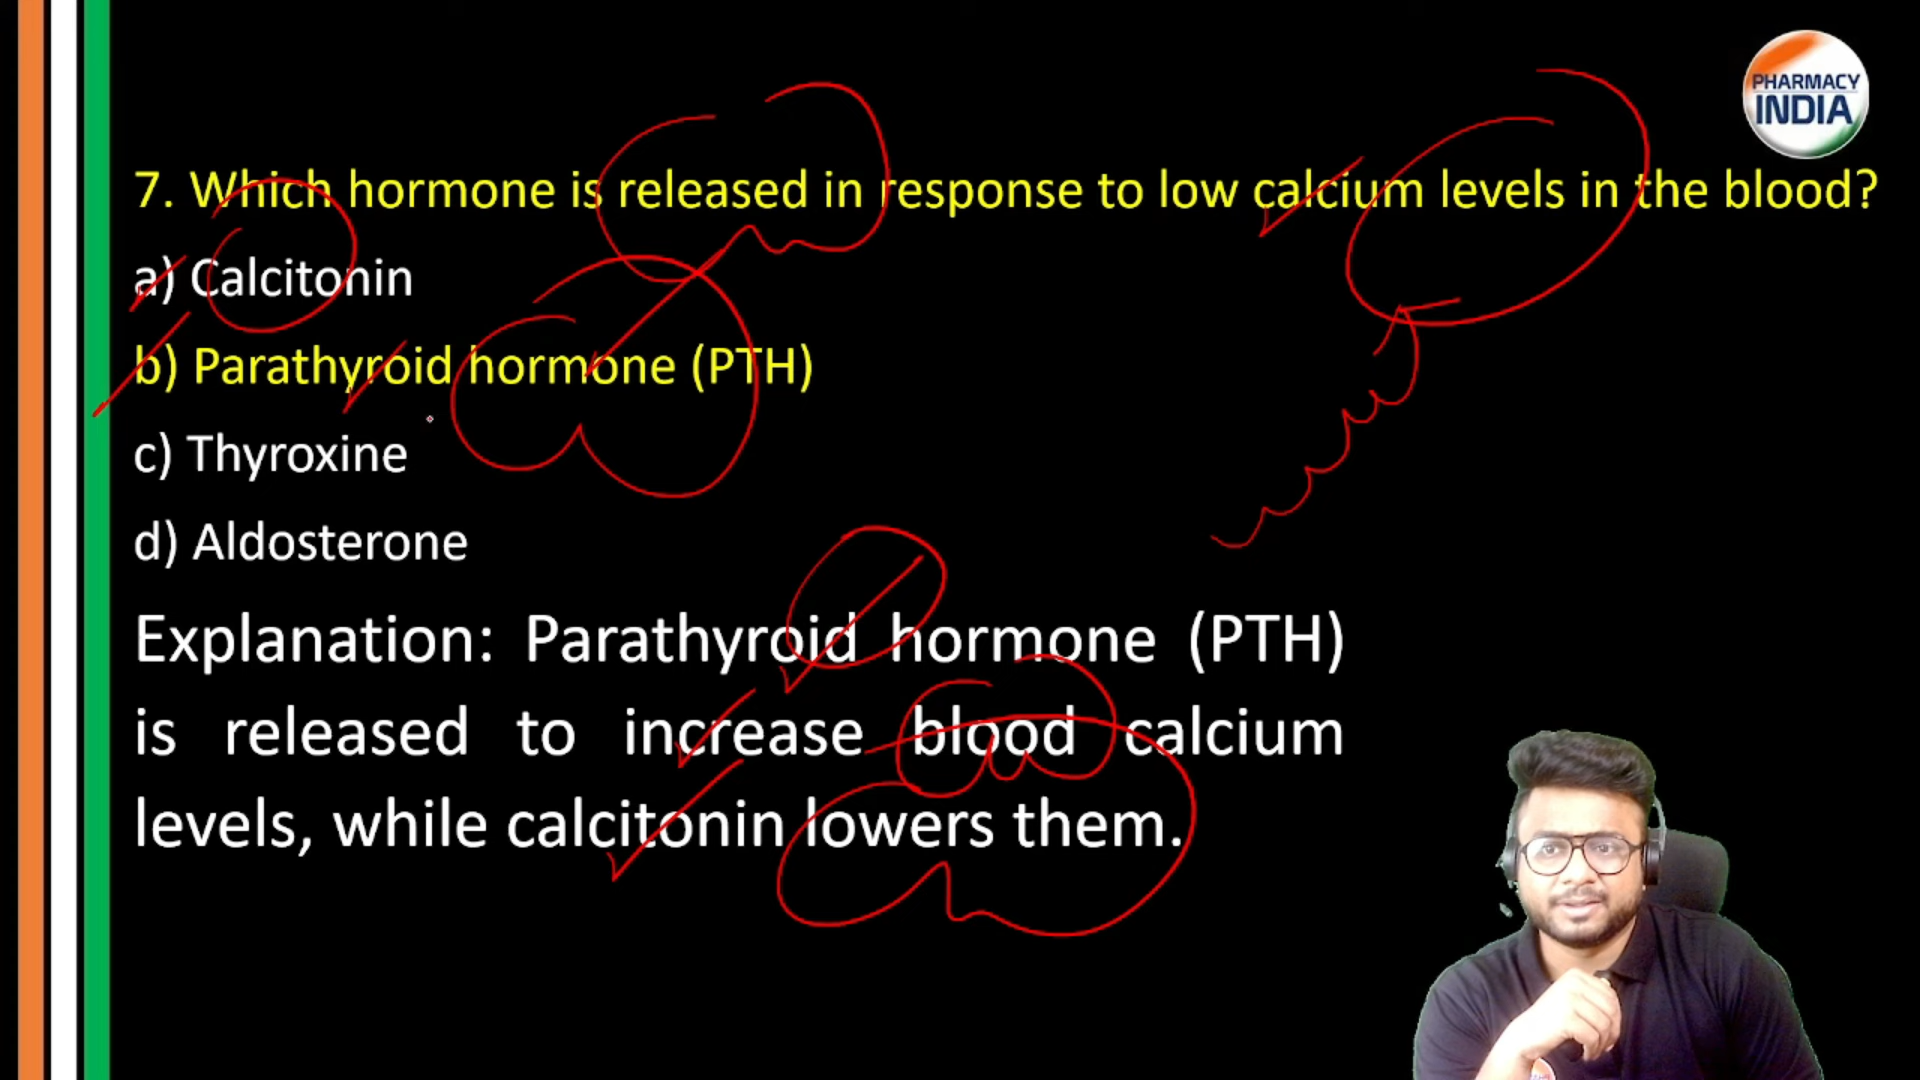 PHARMACY
INDIA
7. Which hormone is released in response to low calcium levels in the blood?
a) Calcitonin
b) Parathyroid hormone (PTH)
c) Thyroxine
d) Aldosterone
Explanation: Parathyroid hormone (PTH)
is released to increase blood calcium
levels, while calcitonin lowers them.